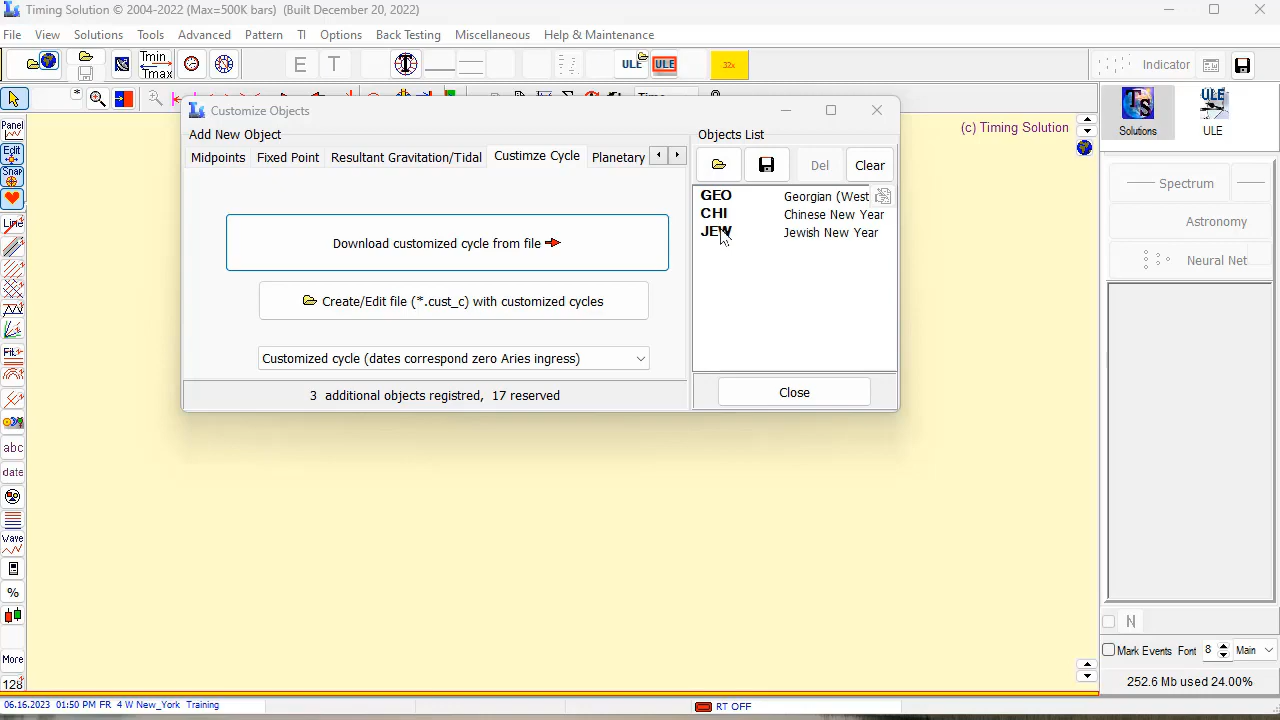 Timing Solution © 2004-2022 (Max=500K bars) (Built December 20, 2022)
File View Solutions Tools Advanced Pattern TI Options Back Testing Miscellaneous Help & Maintenance
Tmin
Tmax
E T
ULE ULE
32x
Indicator
Customize Objects
Add New Object
Objects List
Midpoints Fixed Point Resultant/Gravitation/Tidal Custimze Cycle Planetary
Del Clear
GEO Georgian (West
CHI Chinese New Year
JEW Jewish New Year
Download customized cycle from file
Create/Edit file (*.cust_c) with customized cycles
Customized cycle (dates correspond zero Aries ingress)
3 additional objects registred, 17 reserved
Close
(c) Timing Solution
Solutions ULE
Spectrum
Astronomy
Neural Net
Panel
Edit
Snap
Line
abc
date
Wave
%
More
128
N
Mark Events Font 8 Main
252.6 Mb used 24.00%
06.16.2023 01:50 PM FR 4 W New_York Training
RT OFF